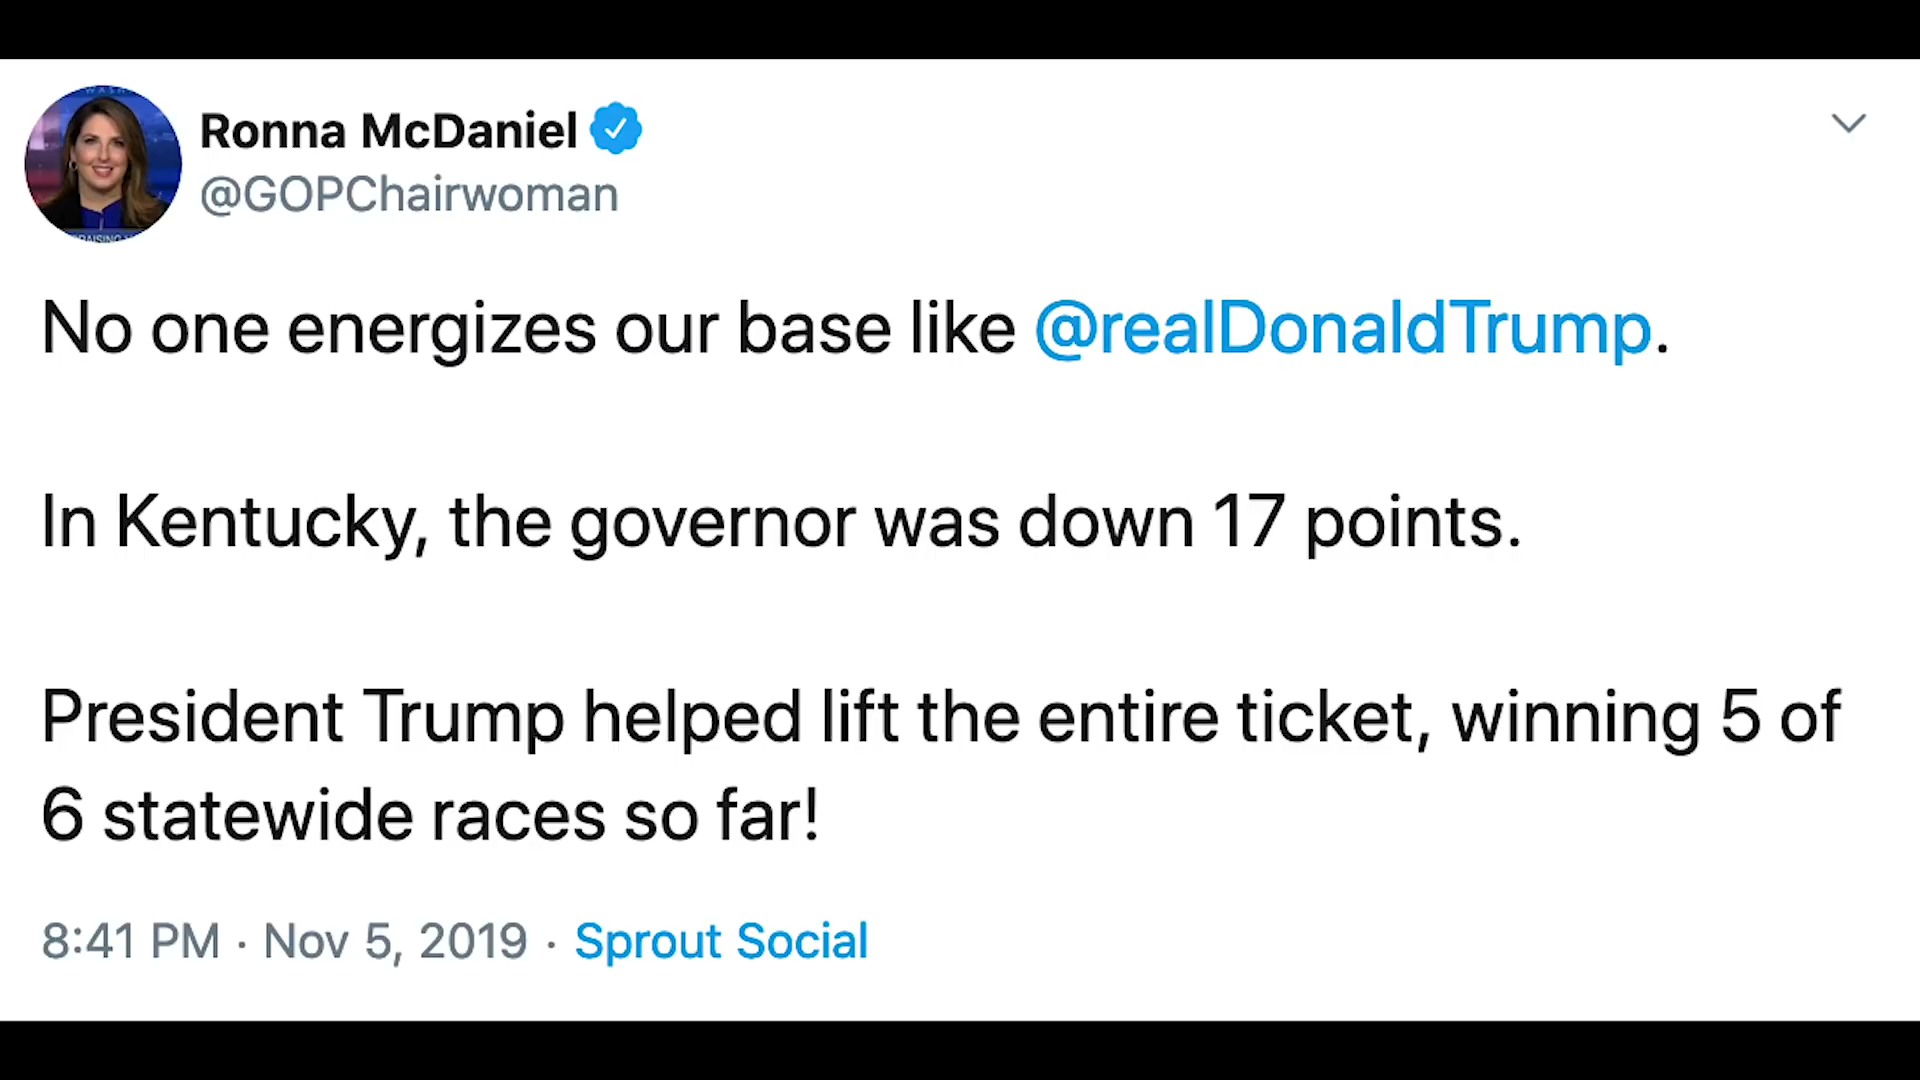 WASH
Ronna McDaniel
@GOPChairwoman
RAISING
No one energizes our base like @realDonaldTrump.
In Kentucky, the governor was down 17 points.
President Trump helped lift the entire ticket, winning 5 of
6 statewide races so far!
8:41 PM · Nov 5, 2019 · Sprout Social